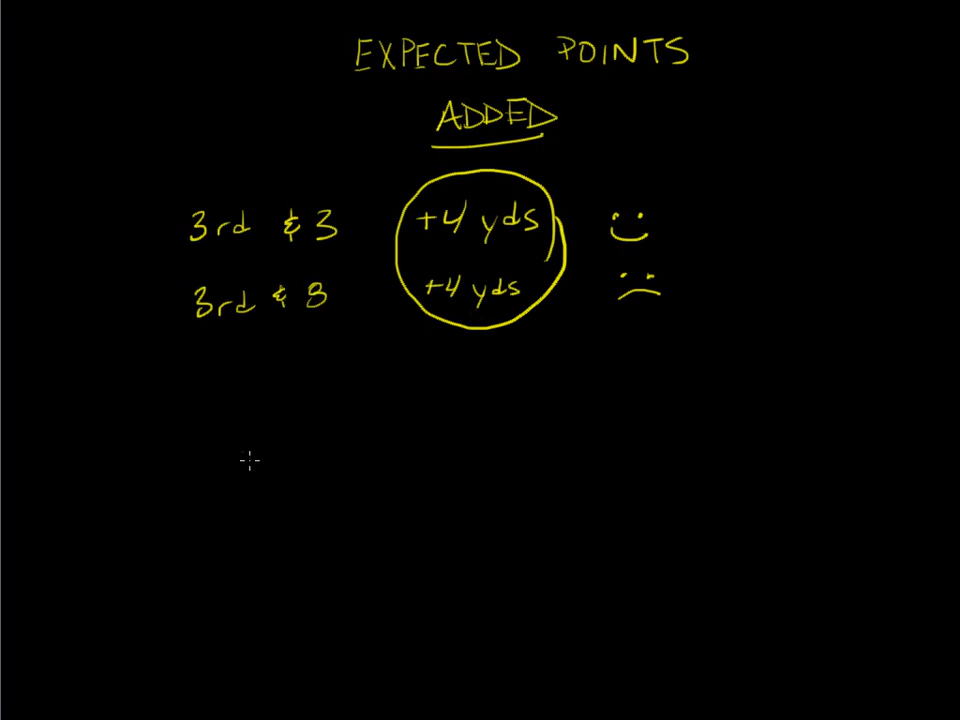 EXPECTED POINTS
ADDED
3rd & 3 +4 yds
3rd & 8 +4 yds